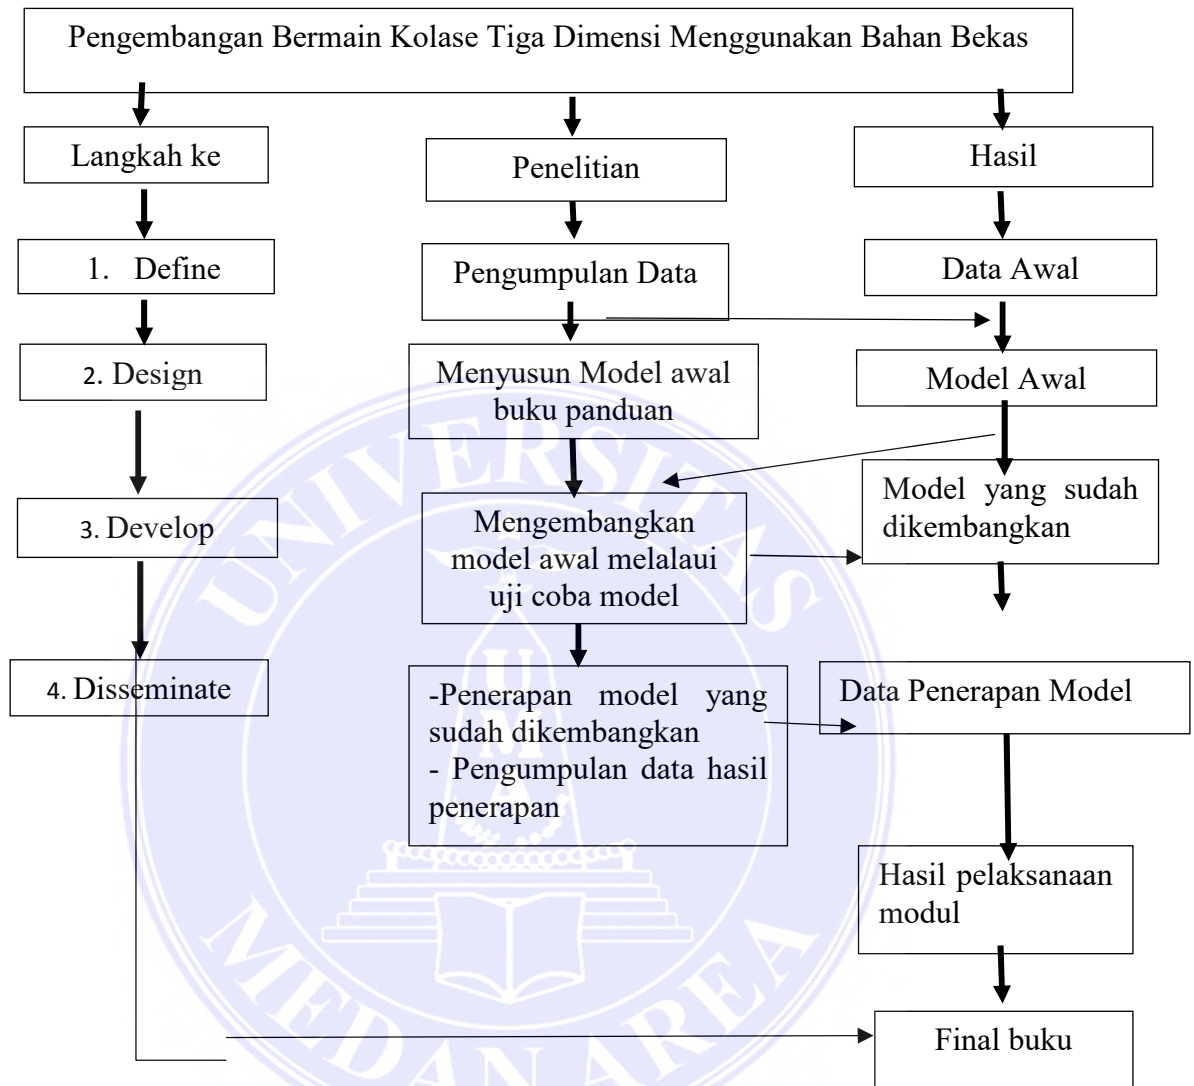 Pengembangan Bermain Kolase Tiga Dimensi Menggunakan Bahan Bekas
Langkah ke
Penelitian
Hasil
1. Define
Pengumpulan Data
Data Awal
2. Design
Menyusun Model awal
buku panduan
Model Awal
3. Develop
Mengembangkan
model awal melalaui
uji coba model
Model yang sudah
dikembangkan
4. Disseminate
-Penerapan model yang
sudah dikembangkan
- Pengumpulan data hasil
penerapan
Data Penerapan Model
Hasil pelaksanaan
modul
Final buku
UNIVERSITAS
UMA
MEDAN AREA